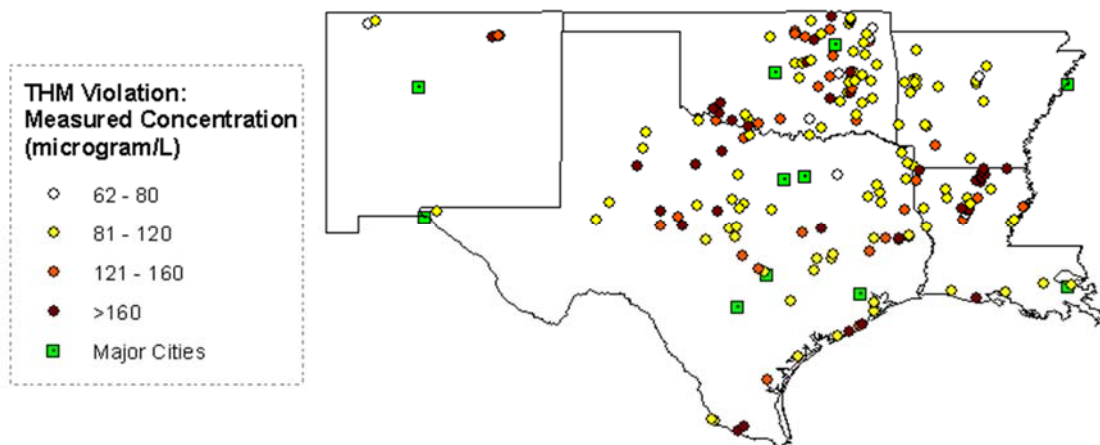 THM Violation:
Measured Concentration
(microgram/L)
62 - 80
81 - 120
121 - 160
>160
Major Cities